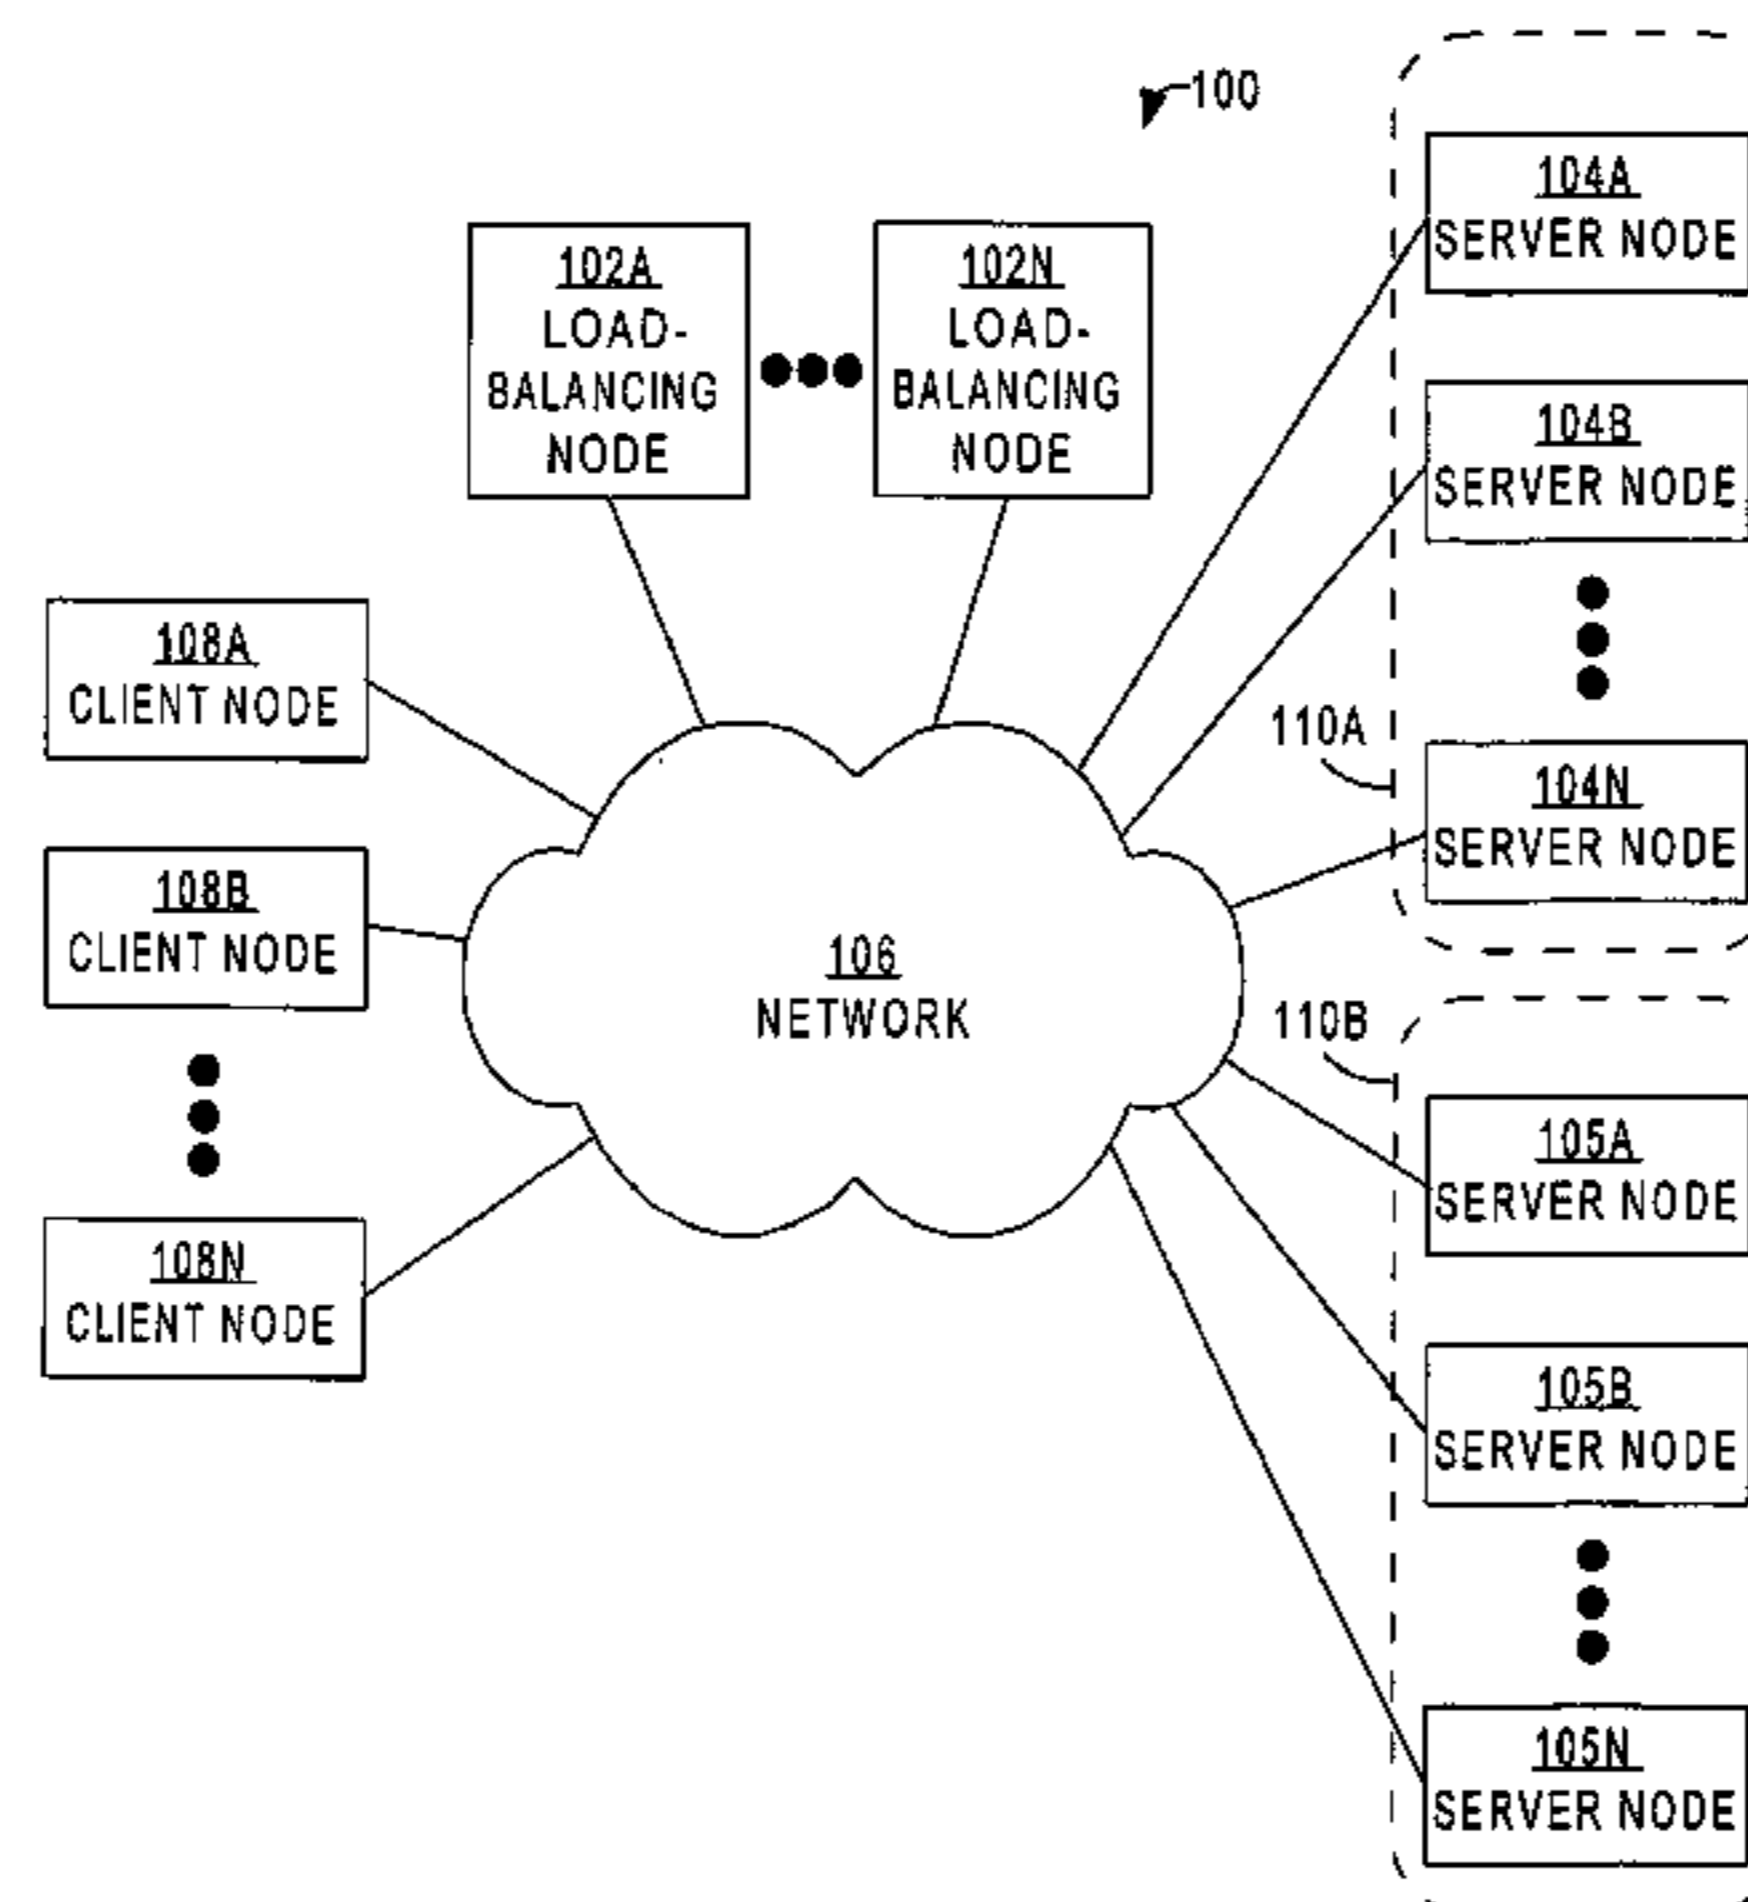 100
104A
SERVER NODE
102A
LOAD-
BALANCING
NODE
102N
LOAD-
BALANCING
NODE
104B
SERVER NODE
108A
CLIENT NODE
110A
104N
SERVER NODE
108B
CLIENT NODE
106
NETWORK
110B
105A
SERVER NODE
108N
CLIENT NODE
105B
SERVER NODE
105N
SERVER NODE